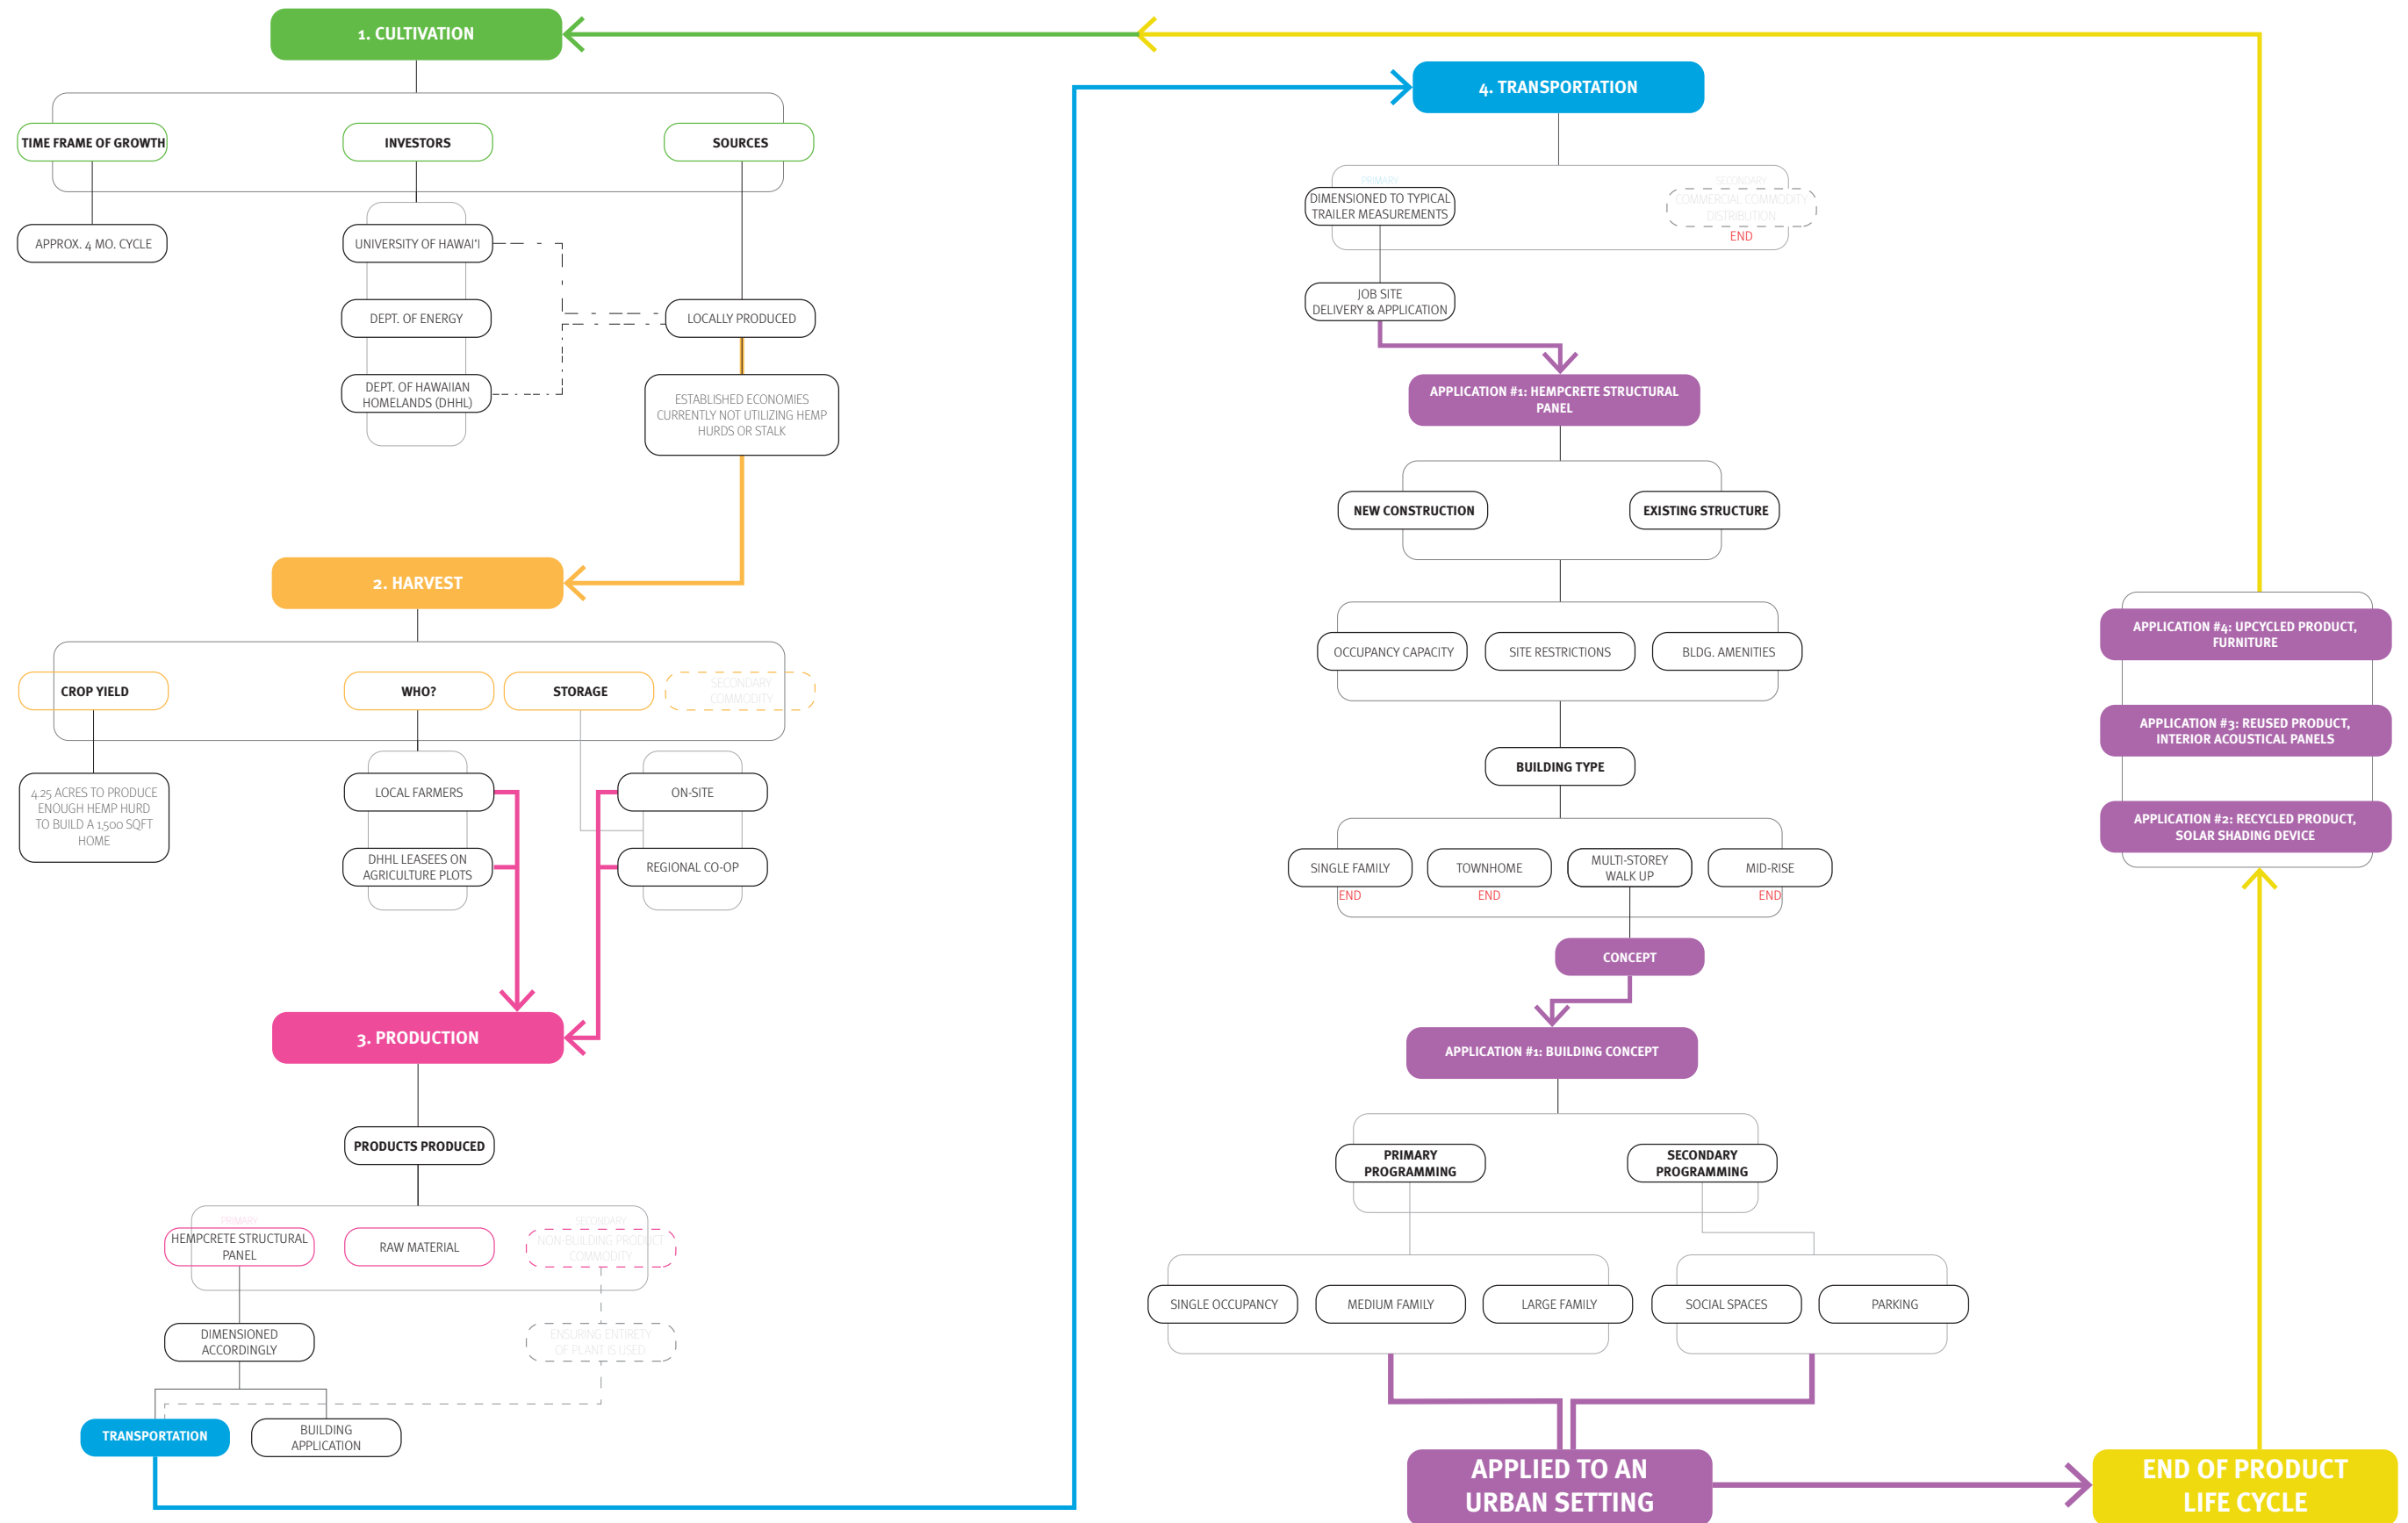 1. CULTIVATION
TIME FRAME OF GROWTH
INVESTORS
SOURCES
APPROX. 4 MO. CYCLE
UNIVERSITY OF HAWAI'I
DEPT. OF ENERGY
DEPT. OF HAWAIIAN
HOMELANDS (DHHL)
LOCALLY PRODUCED
ESTABLISHED ECONOMIES
CURRENTLY NOT UTILIZING HEMP
HURDS OR STALK
2. HARVEST
CROP YIELD
WHO?
STORAGE
SECONDARY
COMMODITY
4.25 ACRES TO PRODUCE
ENOUGH HEMP HURD
TO BUILD A 1,500 SQFT
HOME
LOCAL FARMERS
DHHL LEASEES ON
AGRICULTURE PLOTS
ON-SITE
REGIONAL CO-OP
3. PRODUCTION
PRODUCTS PRODUCED
PRIMARY
HEMPCRETE STRUCTURAL
PANEL
RAW MATERIAL
SECONDARY
NON-BUILDING PRODUCT
COMMODITY
DIMENSIONED
ACCORDINGLY
ENSURING ENTIRETY
OF PLANT IS USED
TRANSPORTATION
BUILDING
APPLICATION
4. TRANSPORTATION
PRIMARY
DIMENSIONED TO TYPICAL
TRAILER MEASUREMENTS
SECONDARY
COMMERCIAL COMMODITY
DISTRIBUTION
END
JOB SITE
DELIVERY & APPLICATION
APPLICATION #1: HEMPCRETE STRUCTURAL
PANEL
NEW CONSTRUCTION
EXISTING STRUCTURE
OCCUPANCY CAPACITY
SITE RESTRICTIONS
BLDG. AMENITIES
BUILDING TYPE
SINGLE FAMILY
END
TOWNHOME
END
MULTI-STOREY
WALK UP
MID-RISE
END
CONCEPT
APPLICATION #1: BUILDING CONCEPT
PRIMARY
PROGRAMMING
SECONDARY
PROGRAMMING
SINGLE OCCUPANCY
MEDIUM FAMILY
LARGE FAMILY
SOCIAL SPACES
PARKING
APPLIED TO AN
URBAN SETTING
END OF PRODUCT
LIFE CYCLE
APPLICATION #4: UPCYCLED PRODUCT,
FURNITURE
APPLICATION #3: REUSED PRODUCT,
INTERIOR ACOUSTICAL PANELS
APPLICATION #2: RECYCLED PRODUCT,
SOLAR SHADING DEVICE